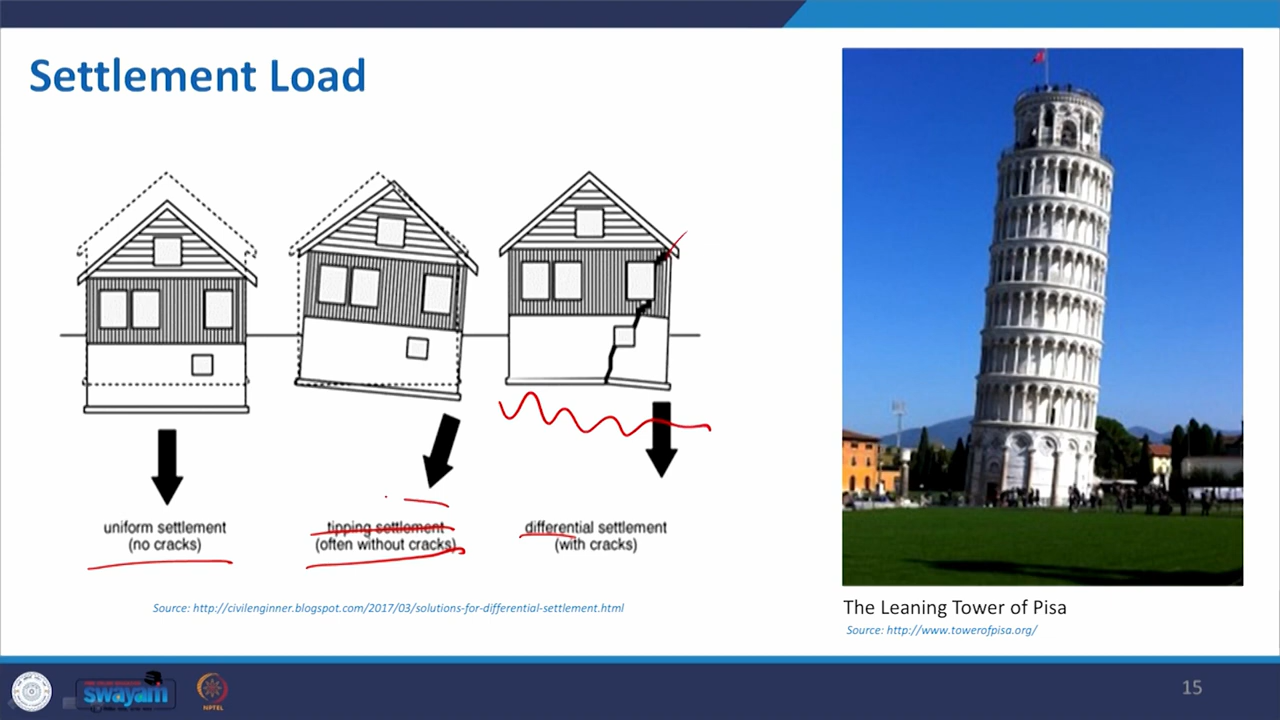 Settlement Load
uniform settlement
(no cracks)
tipping settlement
(often without cracks)
differential settlement
(with cracks)
Source: http://civilenginner.blogspot.com/2017/03/solutions-for-differential-settlement.html
The Leaning Tower of Pisa
Source: http://www.towerofpisa.org/
swayam
NPTEL
15